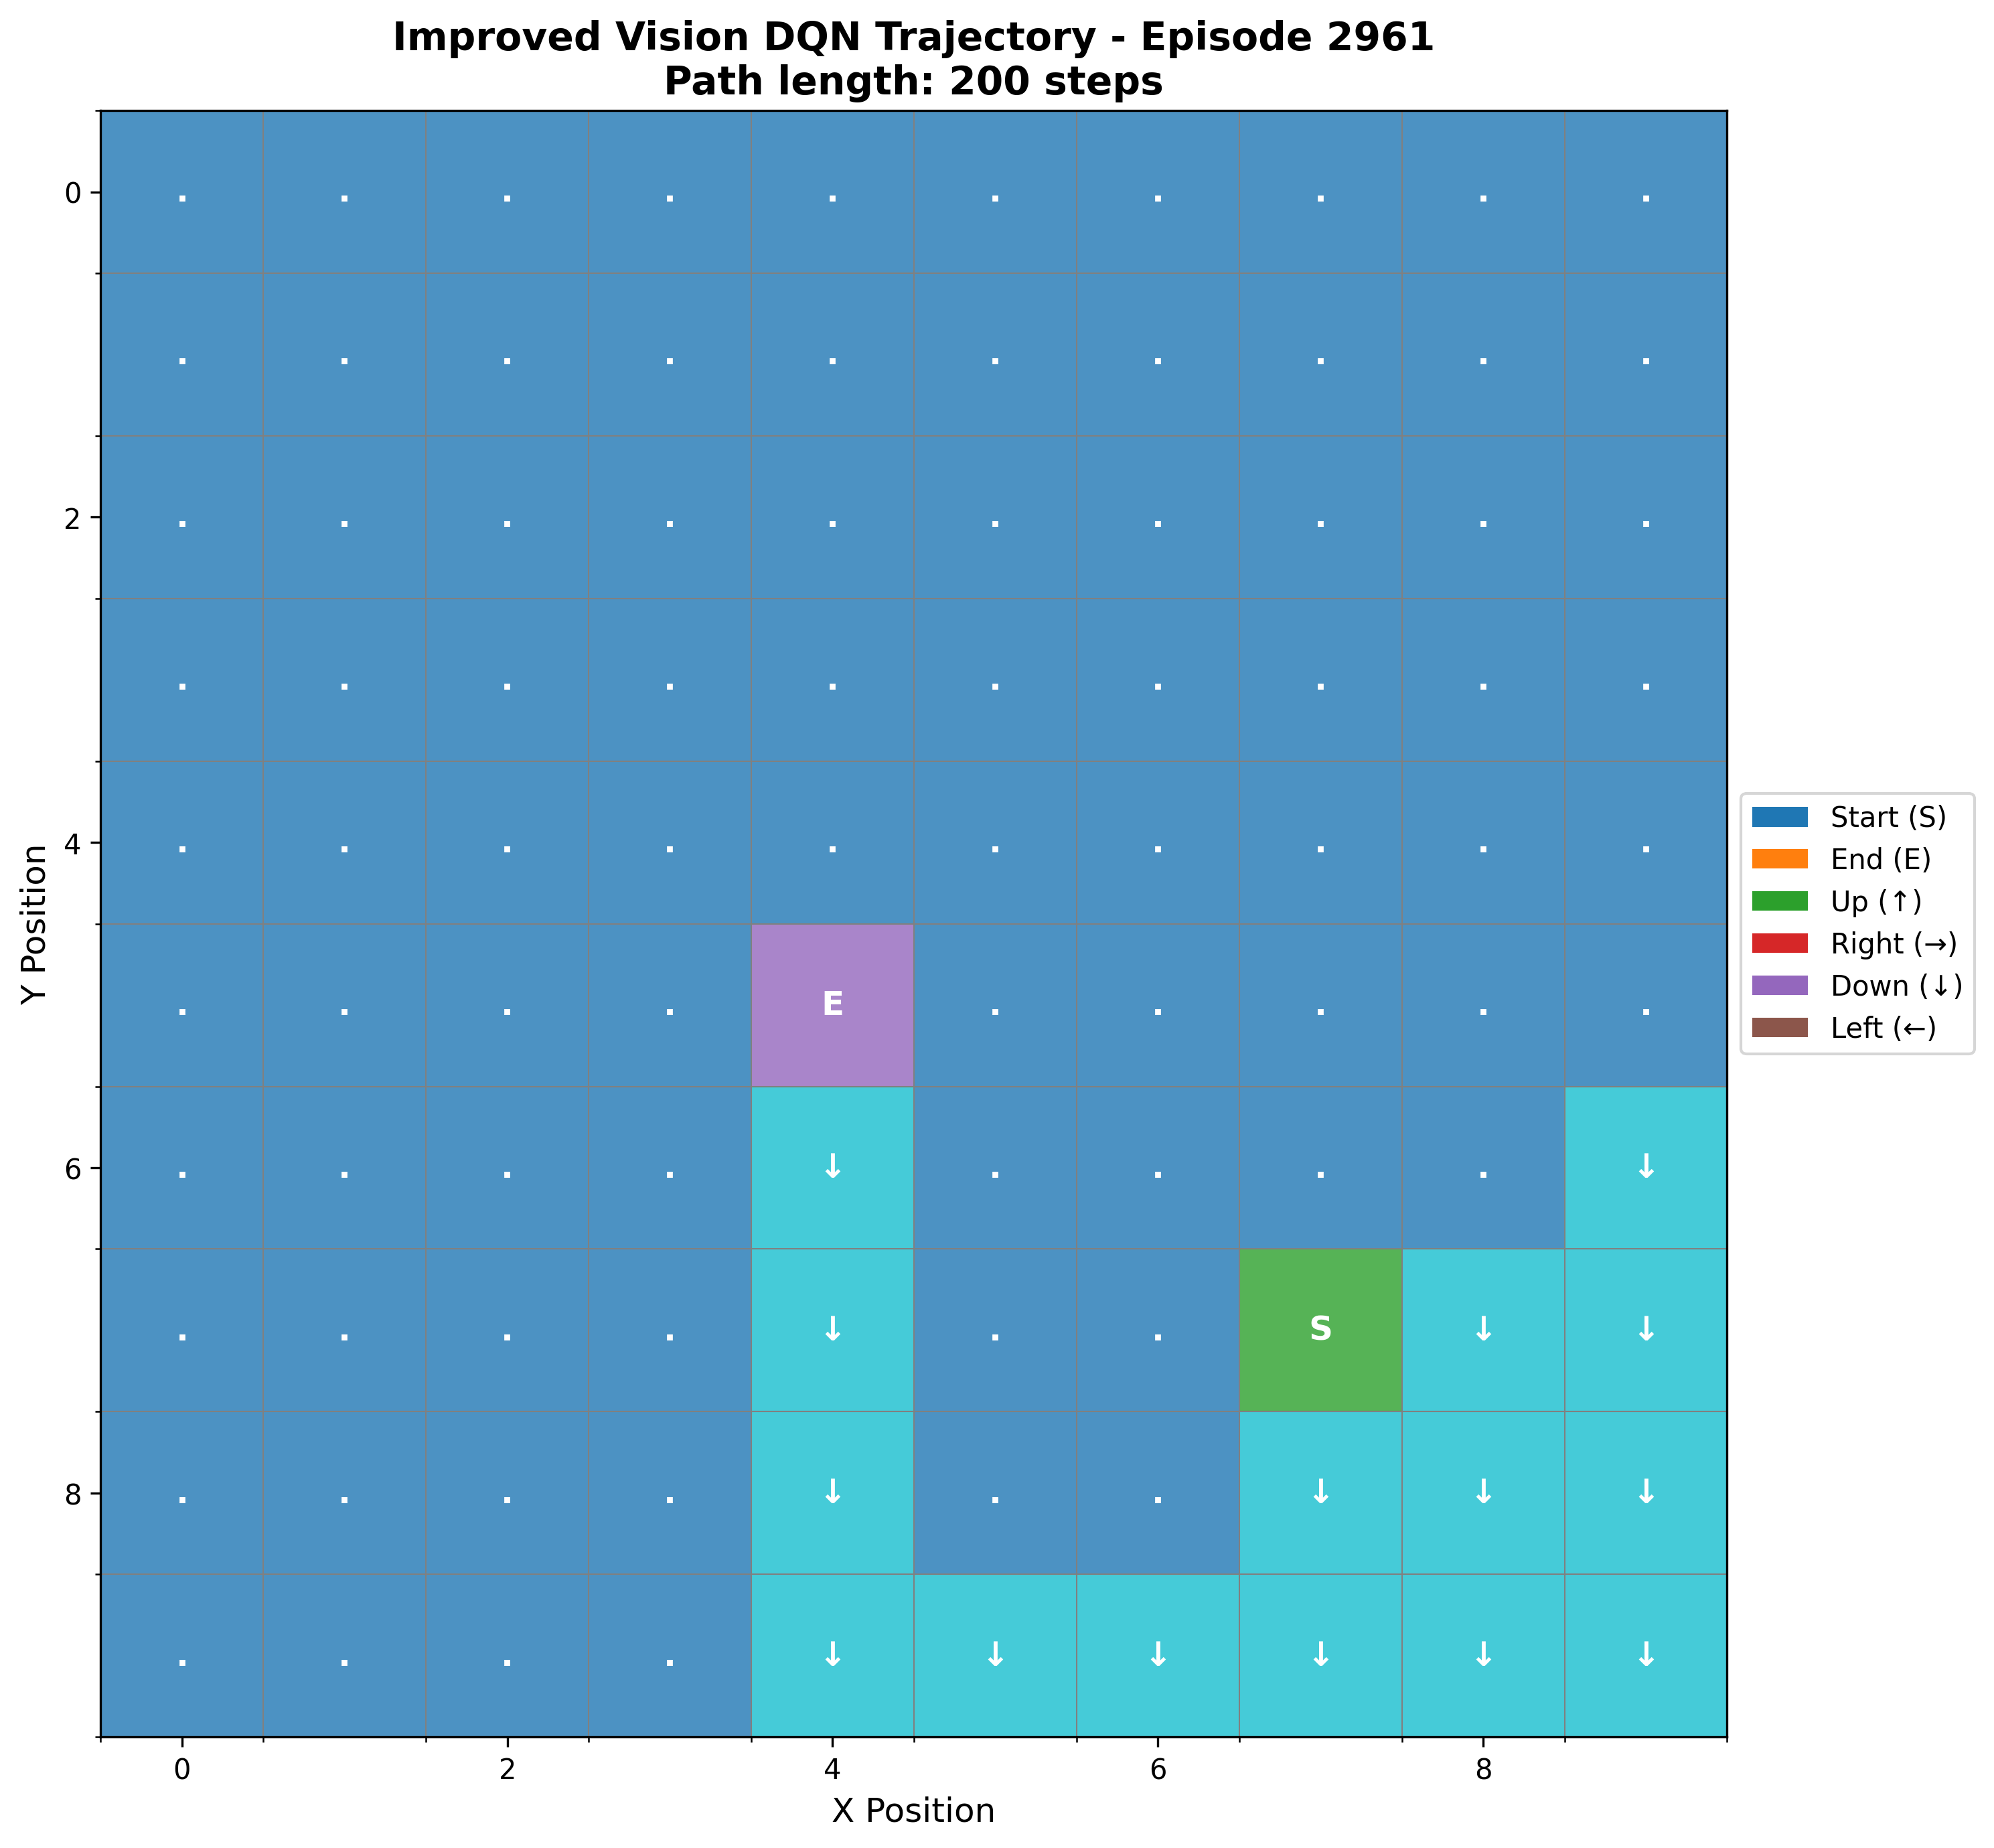 Improved Vision DQN Trajectory - Episode 2961
Path length: 200 steps
0 . . . . . . . . . .
. . . . . . . . . .
2 . . . . . . . . . .
. . . . . . . . . .
4 . . . . . . . . . .
. . . . E . . . . .
6 . . . . ↓ . . . . ↓
. . . . ↓ . . S ↓ ↓
8 . . . . ↓ . . ↓ ↓ ↓
. . . . ↓ ↓ ↓ ↓ ↓ ↓
0 2 4 6 8
X Position
Y Position
Start (S)
End (E)
Up (↑)
Right (→)
Down (↓)
Left (←)